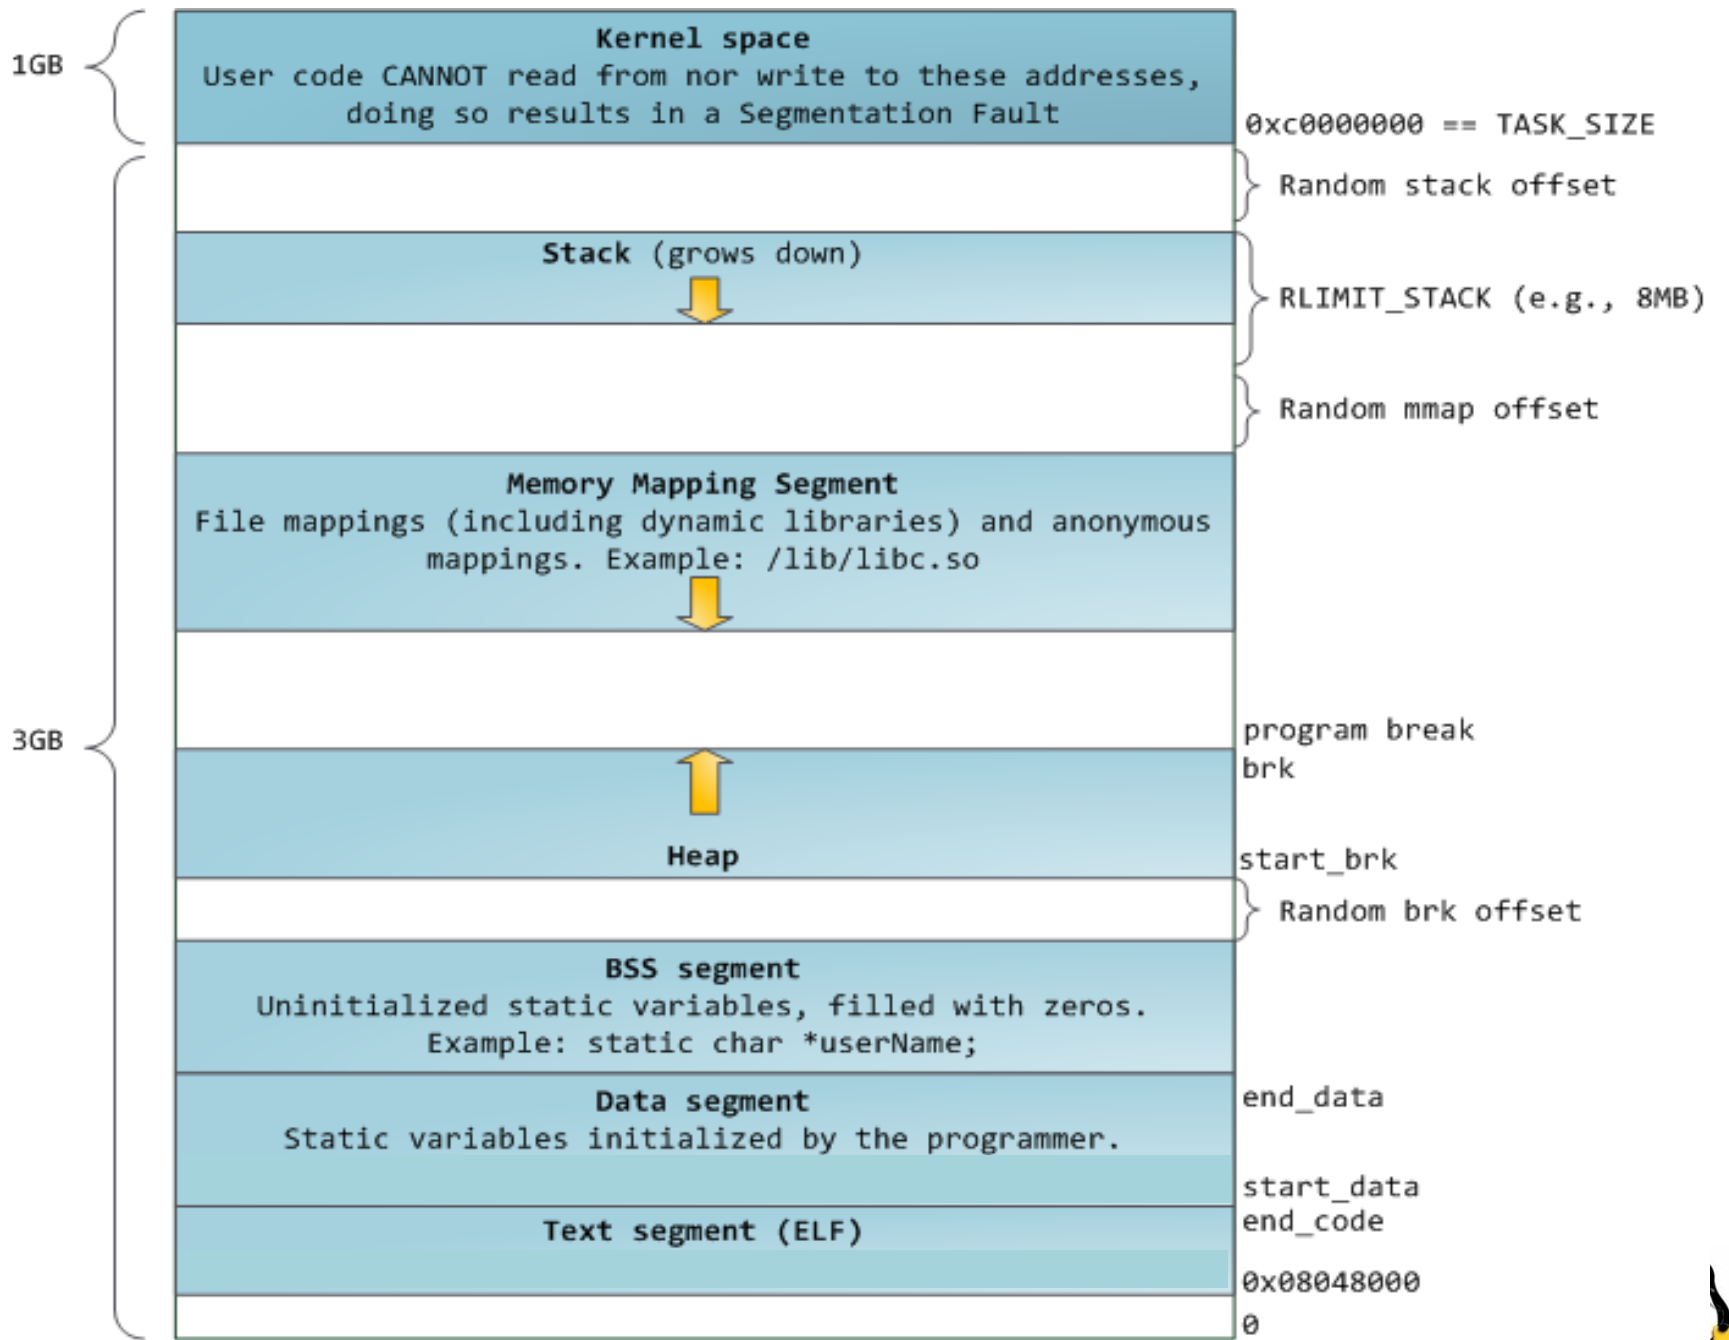 Kernel space
1GB
User code CANNOT read from nor write to these addresses,
doing so results in a Segmentation Fault
0xc0000000 == TASK_SIZE
Random stack offset
Stack (grows down)
RLIMIT_STACK (e.g., 8MB)
Random mmap offset
Memory Mapping Segment
File mappings (including dynamic libraries) and anonymous
mappings. Example: /lib/libc.so
3GB
program break
brk
Heap
start_brk
Random brk offset
BSS segment
Uninitialized static variables, filled with zeros.
Example: static char *userName;
Data segment
end_data
Static variables initialized by the programmer.
start_data
end_code
Text segment (ELF)
0x08048000
0